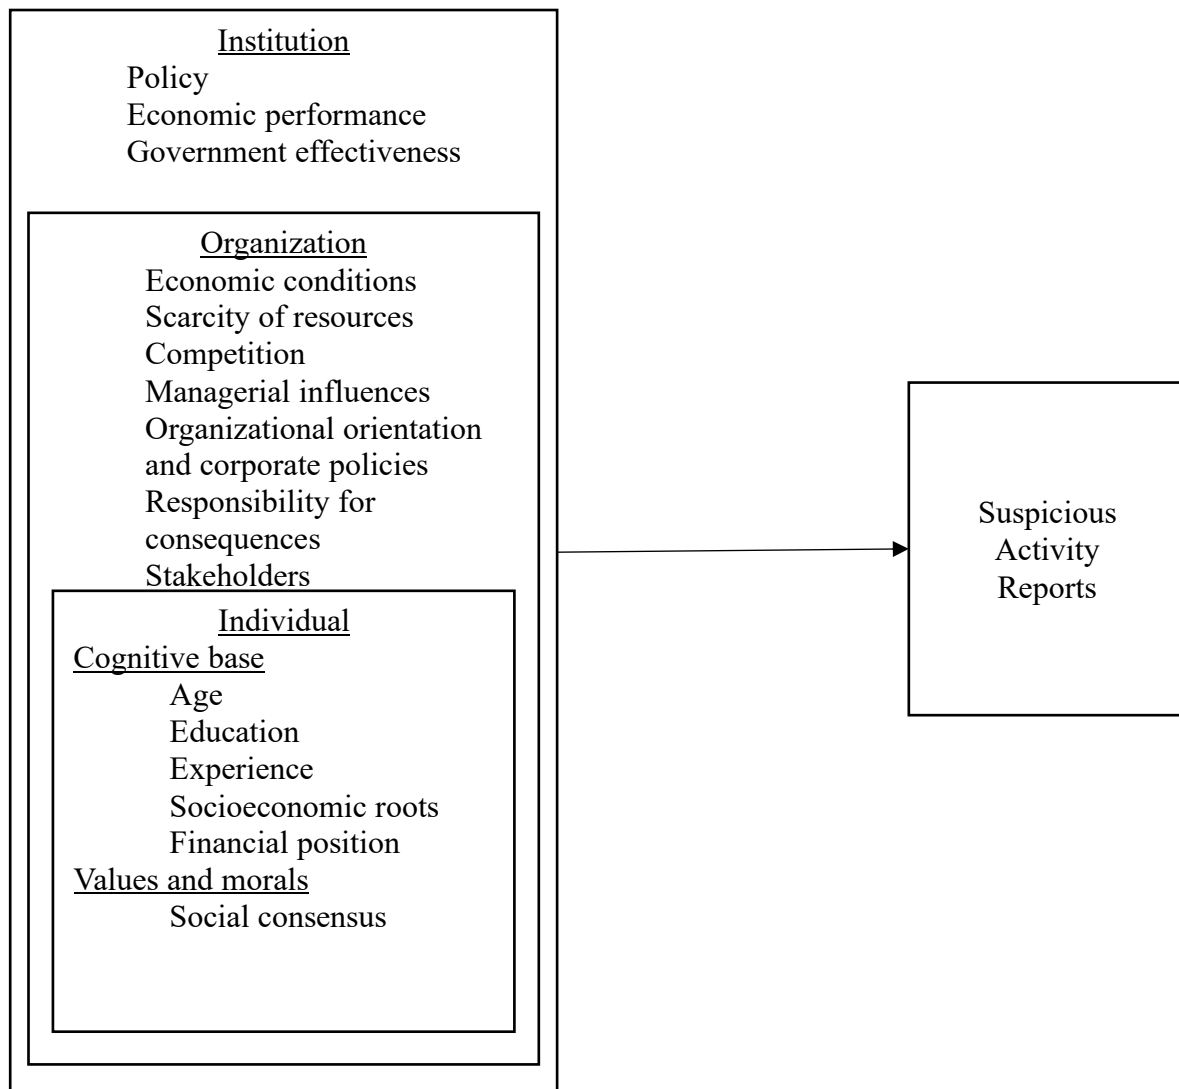 Institution
Policy
Economic performance
Government effectiveness
Organization
Economic conditions
Scarcity of resources
Competition
Managerial influences
Organizational orientation
and corporate policies
Responsibility for
consequences
Stakeholders
Individual
Cognitive base
Age
Education
Experience
Socioeconomic roots
Financial position
Values and morals
Social consensus
Suspicious
Activity
Reports